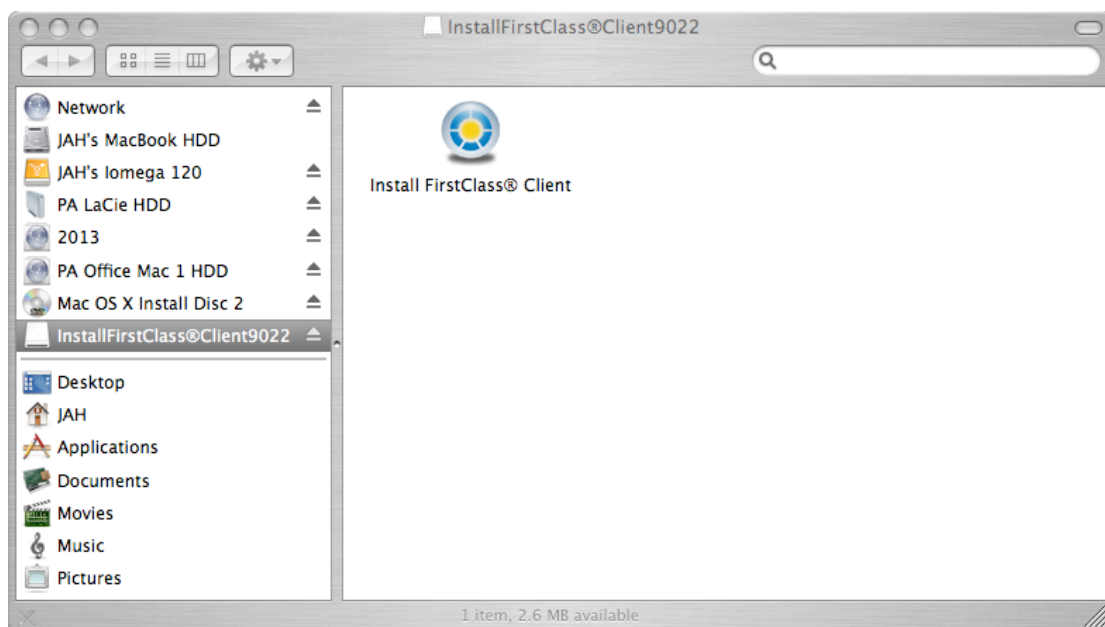 InstallFirstClass®Client9022
Network
JAH's MacBook HDD
JAH's Iomega 120
PA LaCie HDD
2013
PA Office Mac 1 HDD
Mac OS X Install Disc 2
InstallFirstClass®Client9022
Desktop
JAH
Applications
Documents
Movies
Music
Pictures
Install FirstClass® Client
1 item, 2.6 MB available